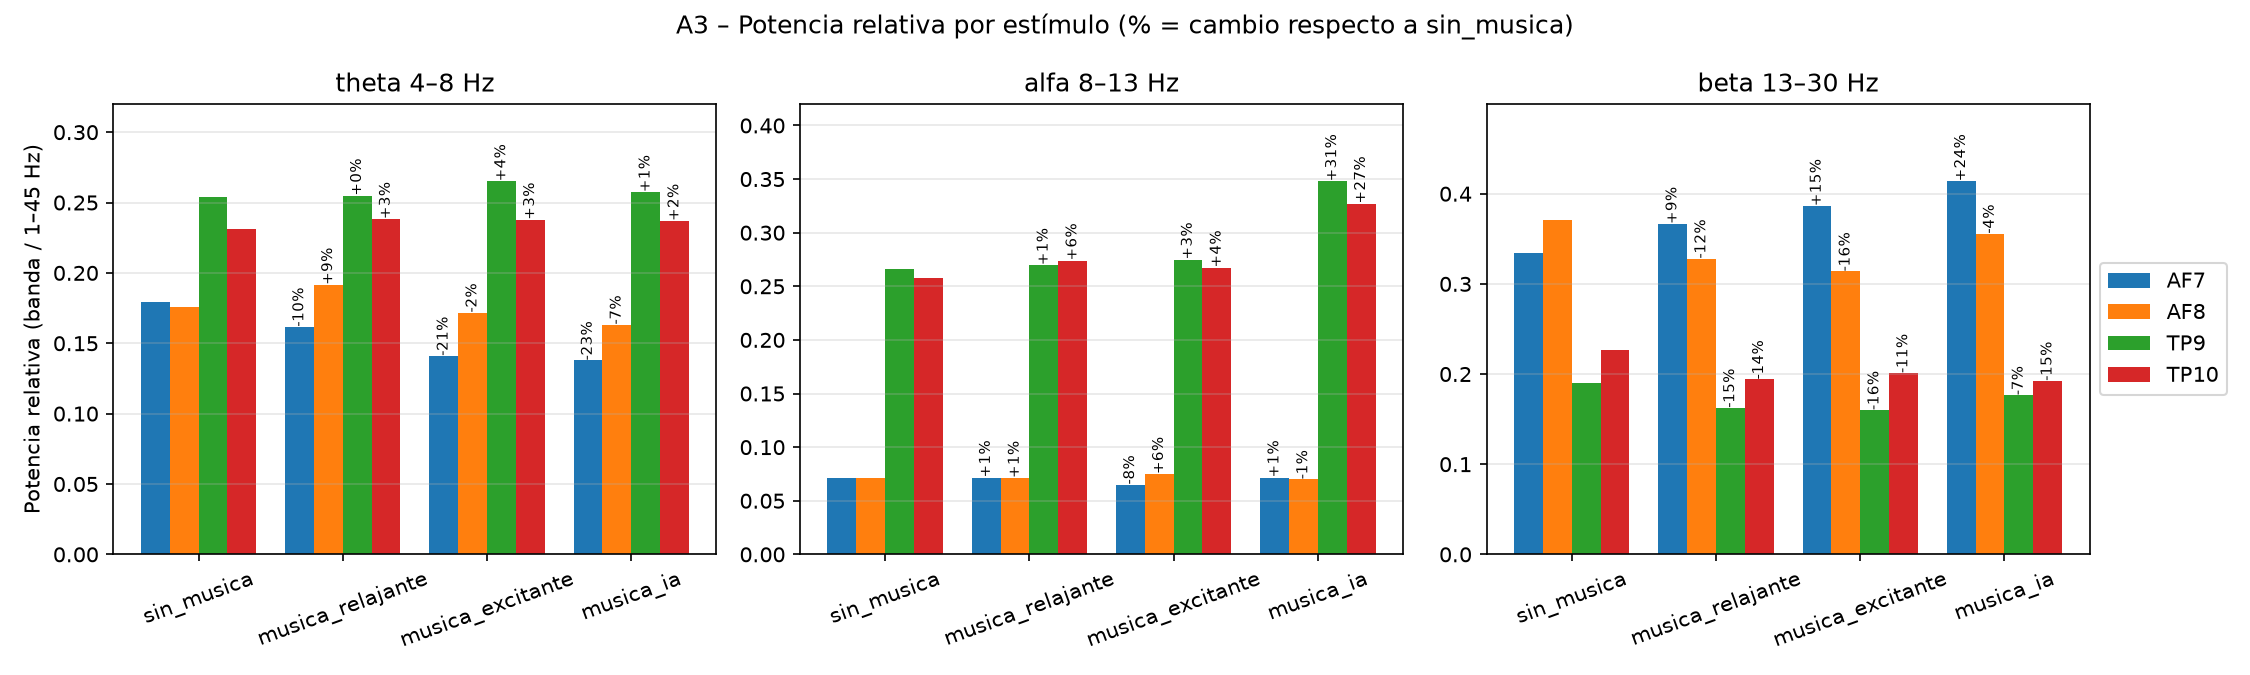 A3 – Potencia relativa por estímulo (% = cambio respecto a sin_musica)
theta 4–8 Hz
Potencia relativa (banda / 1–45 Hz)
0.30
0.25
0.20
0.15
0.10
0.05
0.00
-10%
+9%
+0%
+3%
-21%
-2%
+4%
+3%
-23%
-7%
+1%
+2%
sin_musica
musica_relajante
musica_excitante
musica_ia
alfa 8–13 Hz
0.40
0.35
0.30
0.25
0.20
0.15
0.10
0.05
0.00
+1%
+1%
+1%
+6%
-8%
+6%
+3%
+4%
+1%
-1%
+31%
+27%
sin_musica
musica_relajante
musica_excitante
musica_ia
beta 13–30 Hz
0.4
0.3
0.2
0.1
0.0
+9%
-12%
-15%
-14%
+15%
-16%
-16%
-11%
+24%
-4%
-7%
-15%
sin_musica
musica_relajante
musica_excitante
musica_ia
AF7
AF8
TP9
TP10